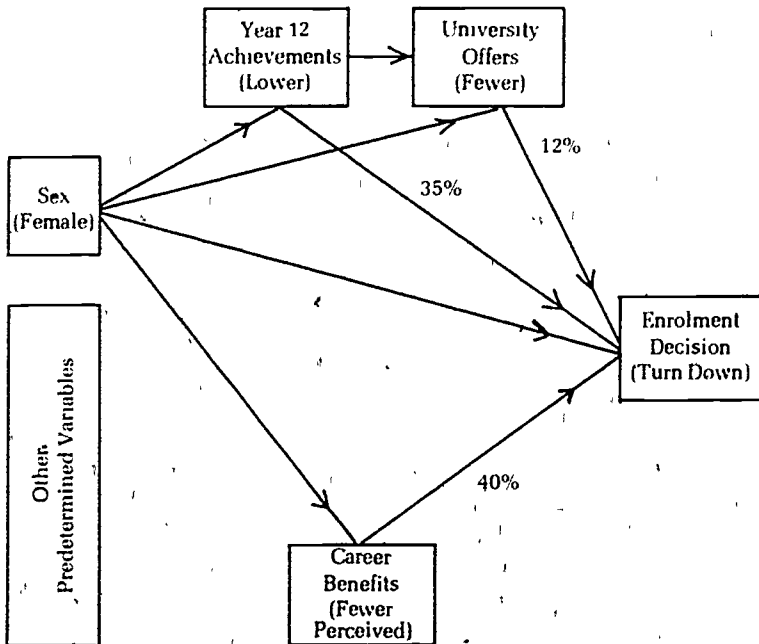 Year 12
Achievements
(Lower)
University
Offers
(Fewer)
12%
35%
Sex
(Female)
Enrolment
Decision
(Turn Down)
Other
Predetermined Variables
40%
Career
Benefits
(Fewer
Perceived)